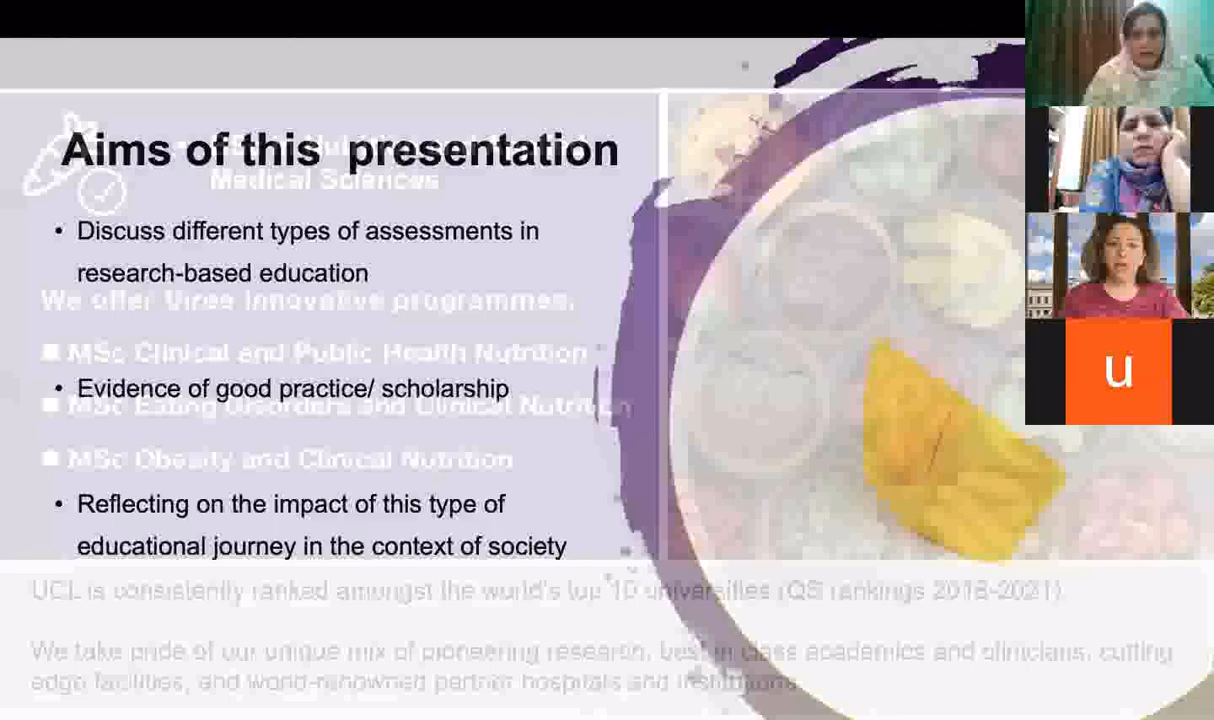 Aims of this presentation
Medical Sciences
• Discuss different types of assessments in
research-based education
We offer three innovative programmes:
MSc Clinical and Public Health Nutrition
• Evidence of good practice/ scholarship
MSc Eating Disorders and Clinical Nutrition
MSc Obesity and Clinical Nutrition
• Reflecting on the impact of this type of
educational journey in the context of society
UCL is consistently ranked amongst the world's top 10 universities (QS rankings 2018-2021)
We take pride of our unique mix of pioneering research, best in class academics and clinicians, cutting
edge facilities, and world-renowned partner hospitals and institutions
u